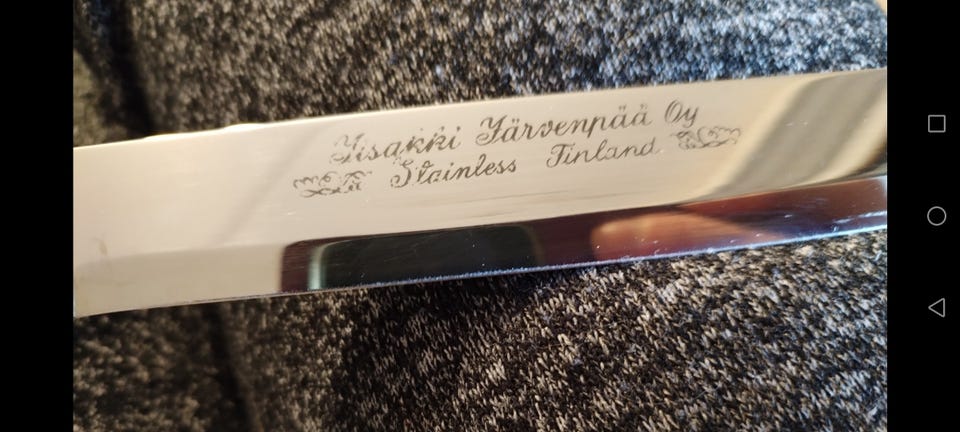 Iisakki Järvenpää Oy
Stainless Finland